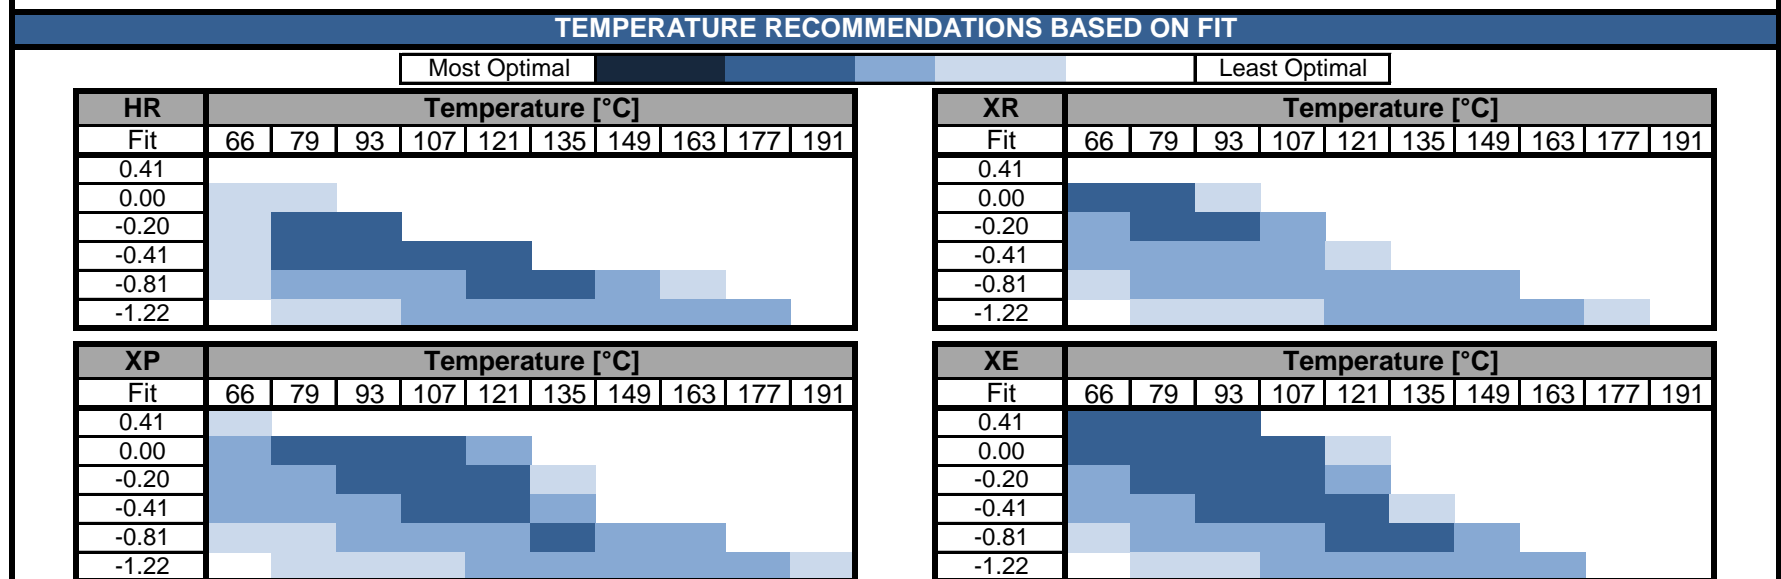 TEMPERATURE RECOMMENDATIONS BASED ON FIT
Most Optimal Least Optimal
HR Temperature [°C]
Fit 66 79 93 107 121 135 149 163 177 191
0.41
0.00
-0.20
-0.41
-0.81
-1.22
XR Temperature [°C]
Fit 66 79 93 107 121 135 149 163 177 191
0.41
0.00
-0.20
-0.41
-0.81
-1.22
XP Temperature [°C]
Fit 66 79 93 107 121 135 149 163 177 191
0.41
0.00
-0.20
-0.41
-0.81
-1.22
XE Temperature [°C]
Fit 66 79 93 107 121 135 149 163 177 191
0.41
0.00
-0.20
-0.41
-0.81
-1.22